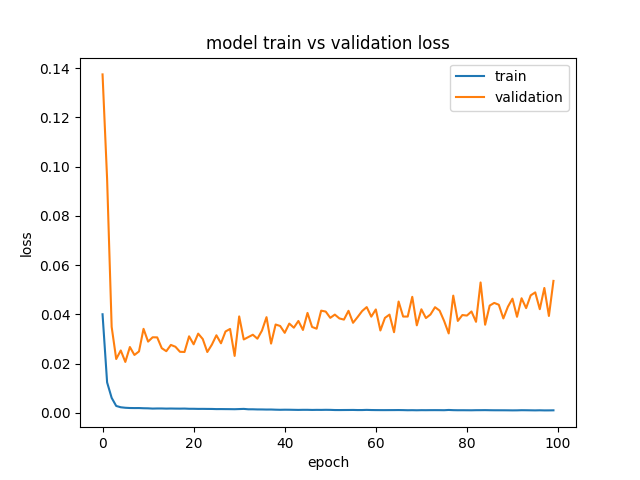 model train vs validation loss
train
validation
0.14
0.12
0.10
0.08
0.06
0.04
0.02
0.00
loss
0 20 40 60 80 100
epoch